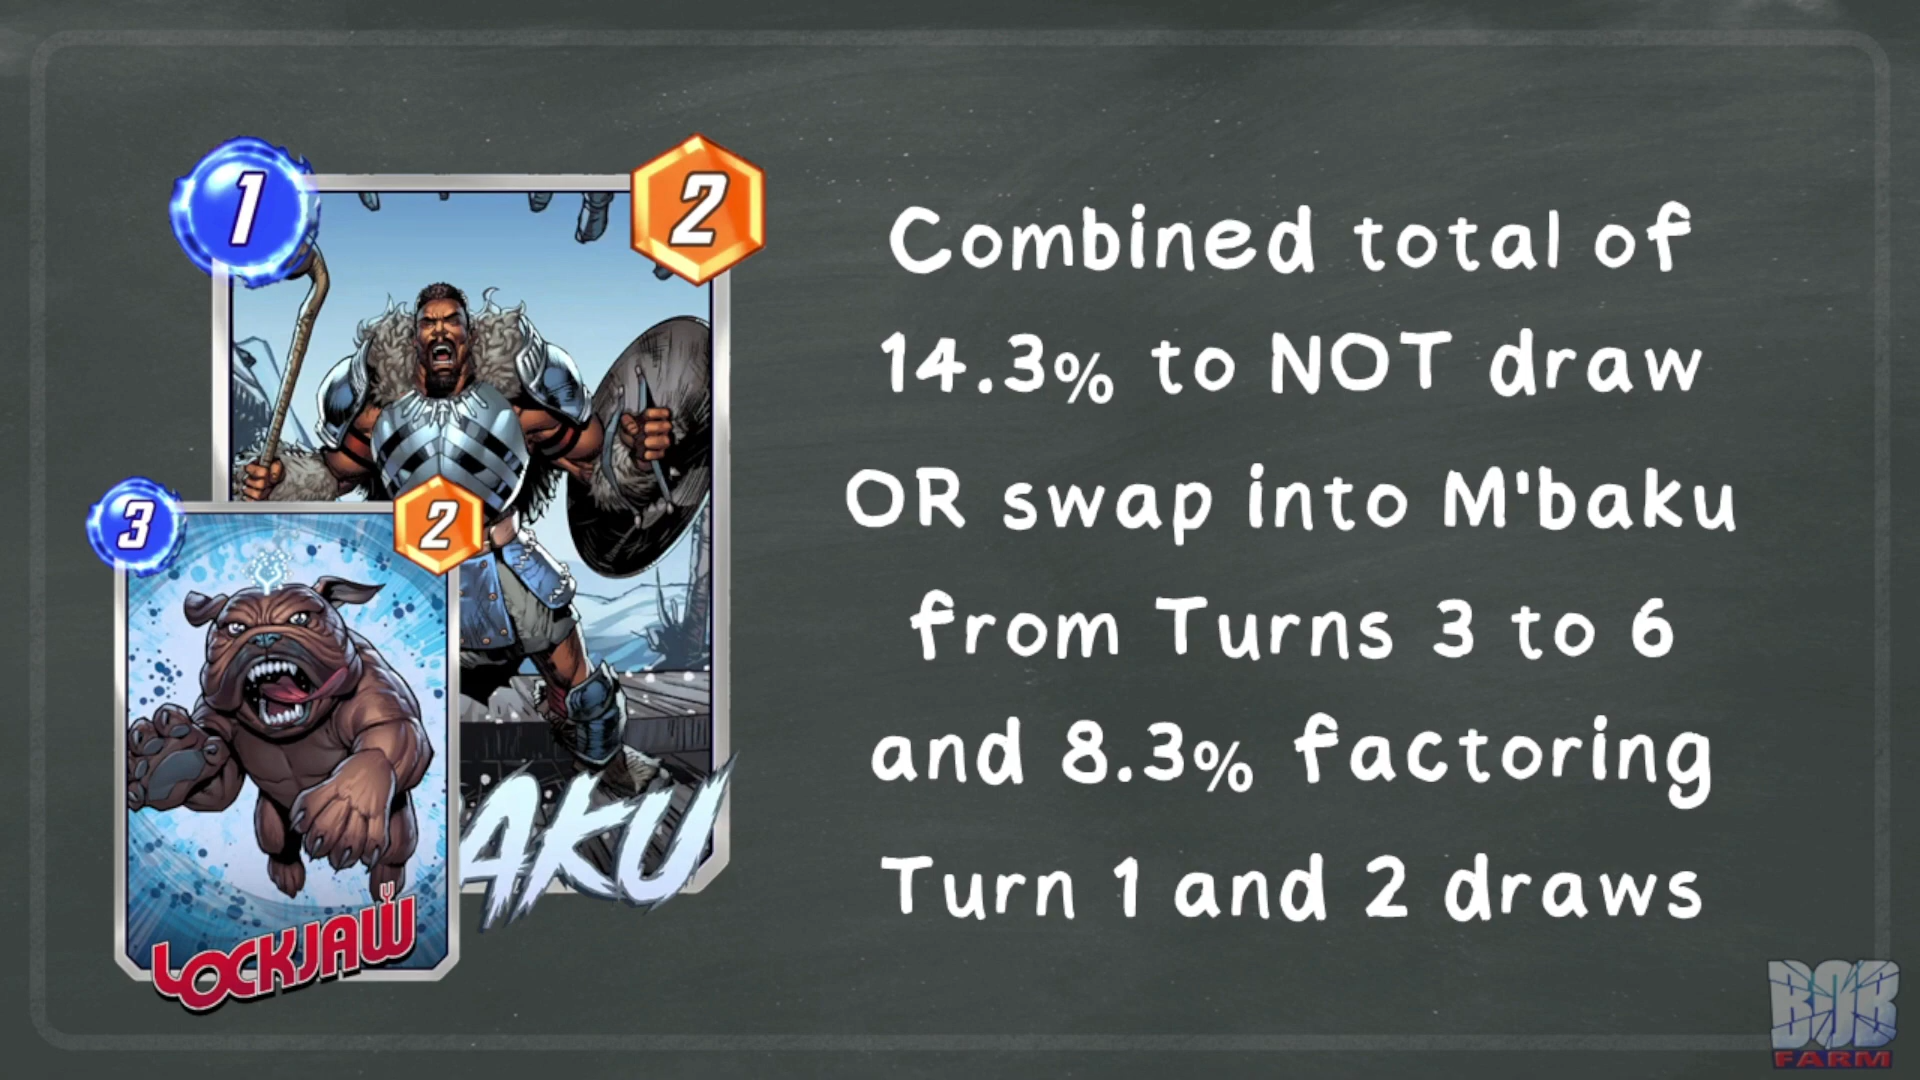 1
2
3
2
AKU
LOCKJAW
Combined total of
14.3% to NOT draw
OR swap into M'baku
from Turns 3 to 6
and 8.3% factoring
Turn 1 and 2 draws
BOB
FARM